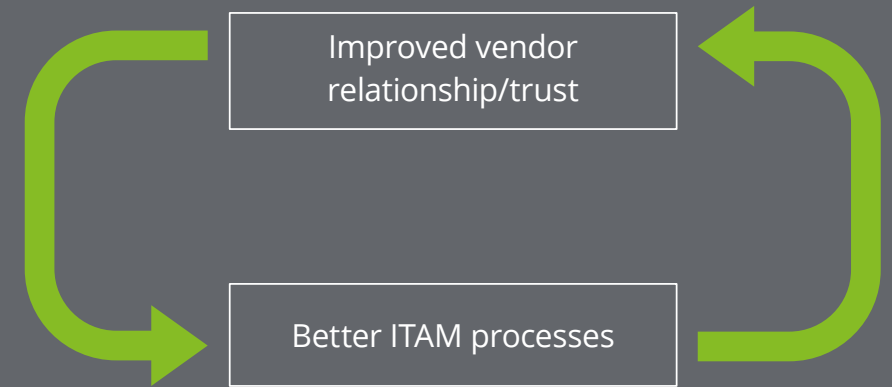 Improved vendor
relationship/trust
Better ITAM processes